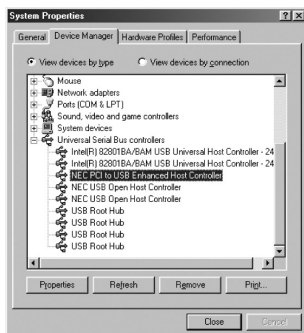 System Properties
General Device Manager Hardware Profiles Performance
View devices by type View devices by connection
Mouse
Network adapters
Ports (COM & LPT)
Sound, video and game controllers
System devices
Universal Serial Bus controllers
Intel(R) 82801BA/BAM USB Universal Host Controller - 24
Intel(R) 82801BA/BAM USB Universal Host Controller - 24
NEC PCI to USB Enhanced Host Controller
NEC USB Open Host Controller
NEC USB Open Host Controller
USB Root Hub
USB Root Hub
USB Root Hub
USB Root Hub
Properties Refresh Remove Print...
Close Cancel